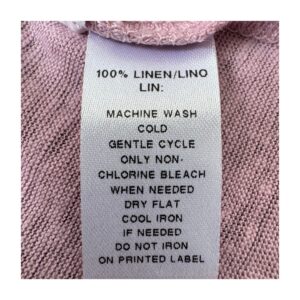 100% LINEN/LINO
LIN:
MACHINE WASH
COLD
GENTLE CYCLE
ONLY NON-
CHLORINE BLEACH
WHEN NEEDED
DRY FLAT
COOL IRON
IF NEEDED
DO NOT IRON
ON PRINTED LABEL